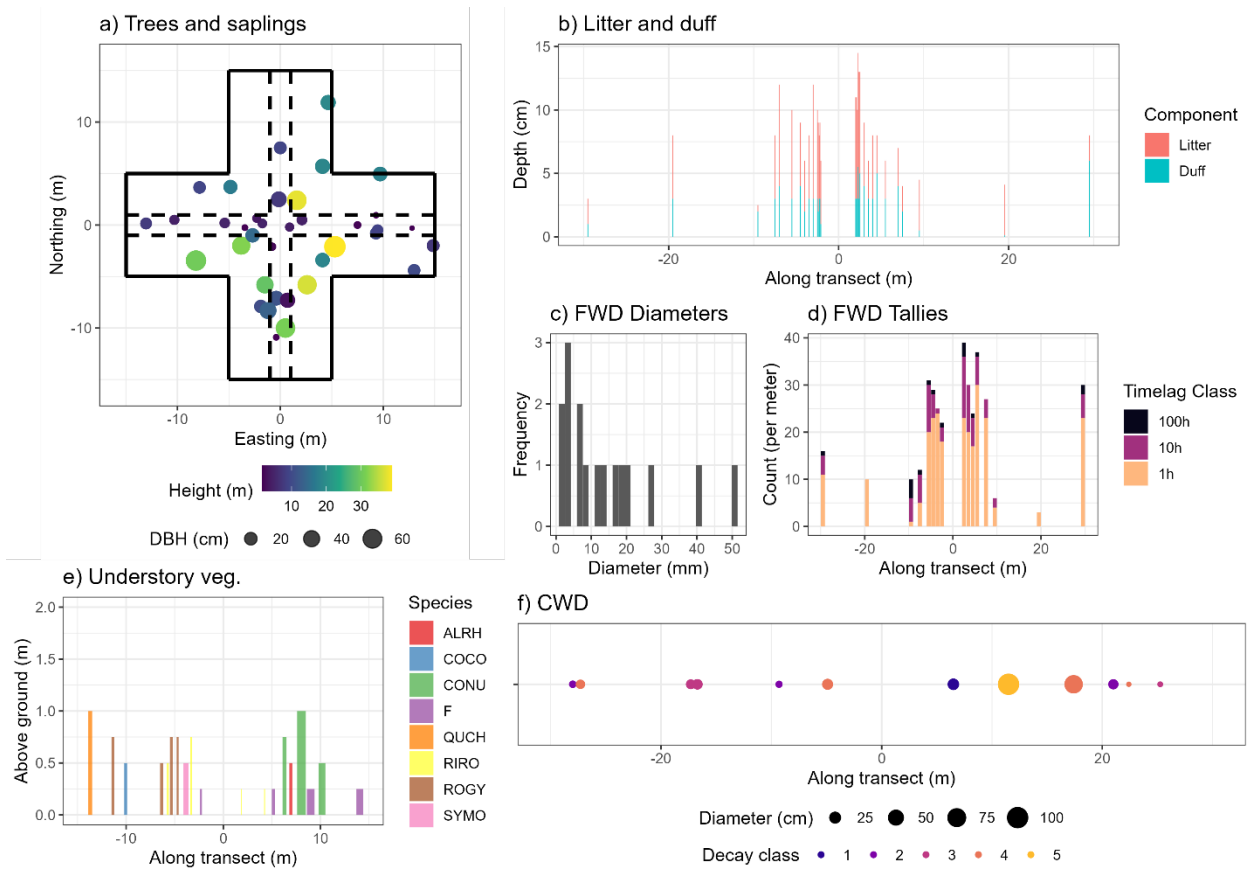 a) Trees and saplings
10
0
-10
Northing (m)
-10
0
10
Easting (m)
Height (m)
10 20 30
DBH (cm)
20
40
60
b) Litter and duff
15
10
5
0
Depth (cm)
-20
0
20
Along transect (m)
Component
Litter
Duff
c) FWD Diameters
3
2
1
0
Frequency
0 10 20 30 40 50
Diameter (mm)
d) FWD Tallies
40
30
20
10
0
Count (per meter)
-20
0
20
Along transect (m)
Timelag Class
100h
10h
1h
e) Understory veg.
2.0
1.5
1.0
0.5
0.0
Above ground (m)
-10
0
10
Along transect (m)
Species
ALRH
COCO
CONU
F
QUCH
RIRO
ROGY
SYMO
f) CWD
-20
0
20
Along transect (m)
Diameter (cm)
25
50
75
100
Decay class
1
2
3
4
5